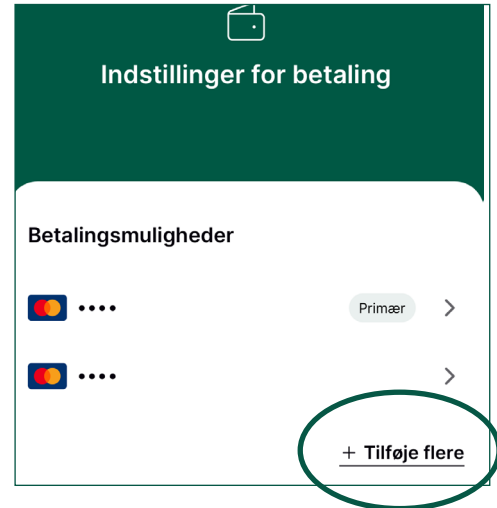 Indstillinger for betaling
Betalingsmuligheder
•••• Primær
••••
+ Tilføje flere